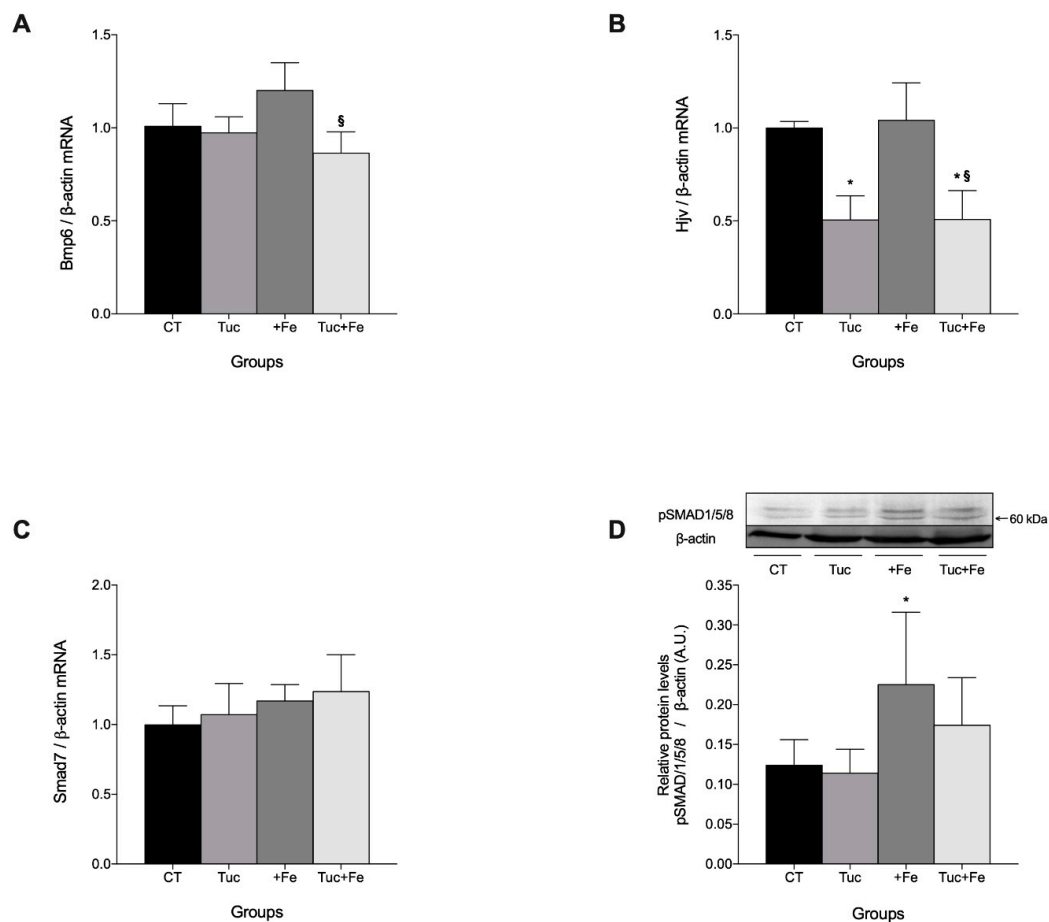 A
Bmp6 / β-actin mRNA
1.5
1.0
0.5
0.0
§
CT Tuc +Fe Tuc+Fe
Groups
B
Hjv / β-actin mRNA
1.5
1.0
0.5
0.0
*
* §
CT Tuc +Fe Tuc+Fe
Groups
C
Smad7 / β-actin mRNA
2.0
1.5
1.0
0.5
0.0
CT Tuc +Fe Tuc+Fe
Groups
D
pSMAD1/5/8
←60 kDa
β-actin
CT Tuc +Fe Tuc+Fe
Relative protein levels
pSMAD/1/5/8 / β-actin (A.U.)
0.35
0.30
0.25
0.20
0.15
0.10
0.05
0.00
*
CT Tuc +Fe Tuc+Fe
Groups